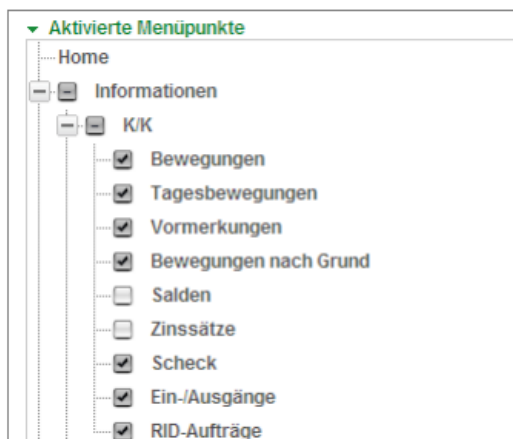 Aktivierte Menüpunkte
Home
Informationen
K/K
Bewegungen
Tagesbewegungen
Vormerkungen
Bewegungen nach Grund
Salden
Zinssätze
Scheck
Ein-/Ausgänge
RID-Aufträge